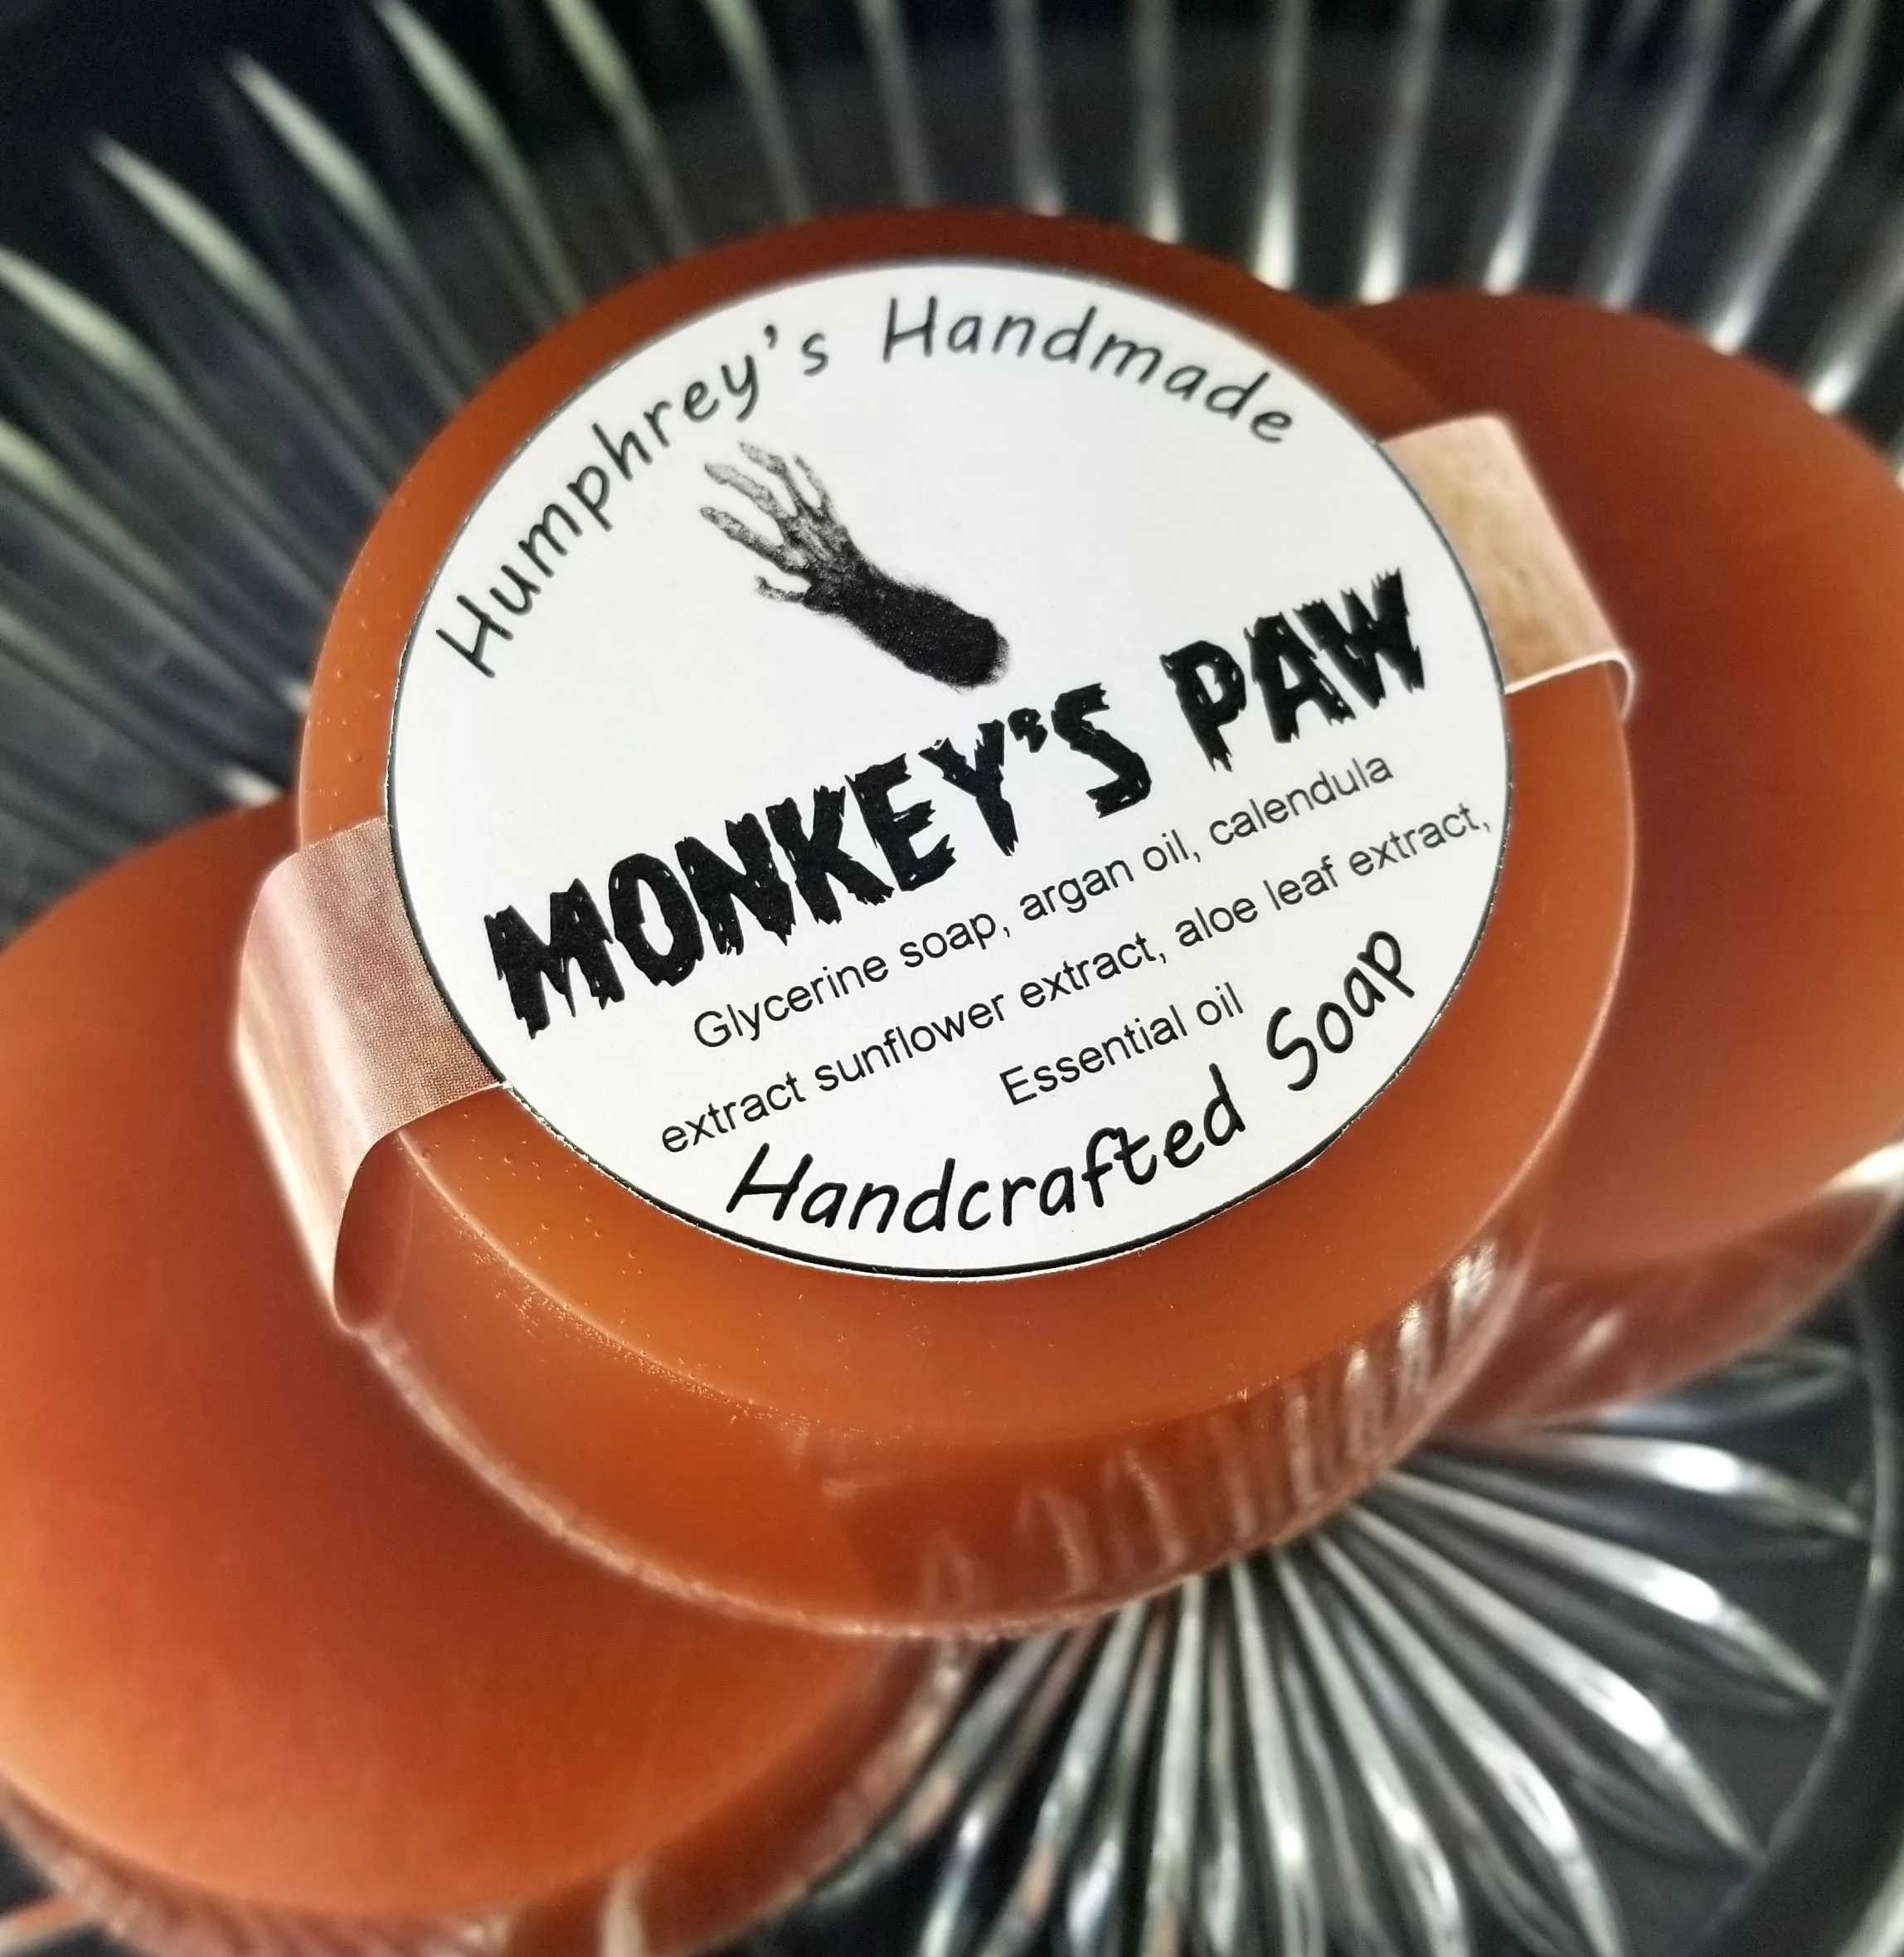 Humphrey's Handmade
MONKEY'S PAW
Glycerine soap, argan oil, calendula
extract sunflower extract, aloe leaf extract,
Essential oil
Handcrafted Soap